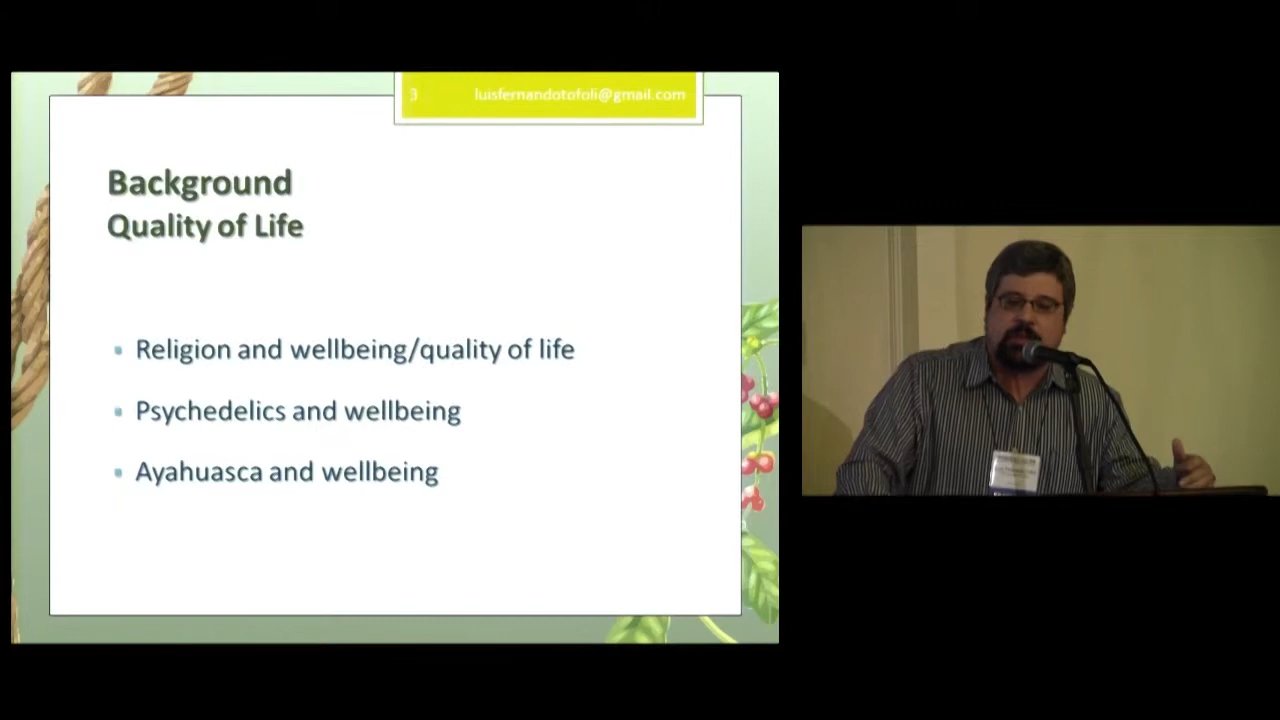 3 luisfernandotofoli@gmail.com
Background
Quality of Life
Religion and wellbeing/quality of life
Psychedelics and wellbeing
Ayahuasca and wellbeing